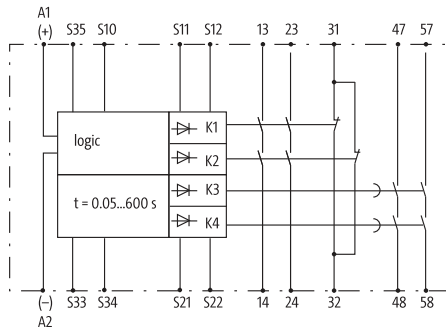 A1
(+) S35 S10 S11 S12 13 23 31 47 57
logic K1
K2
t = 0.05...600 s K3
K4
(–) S33 S34 S21 S22 14 24 32 48 58
A2